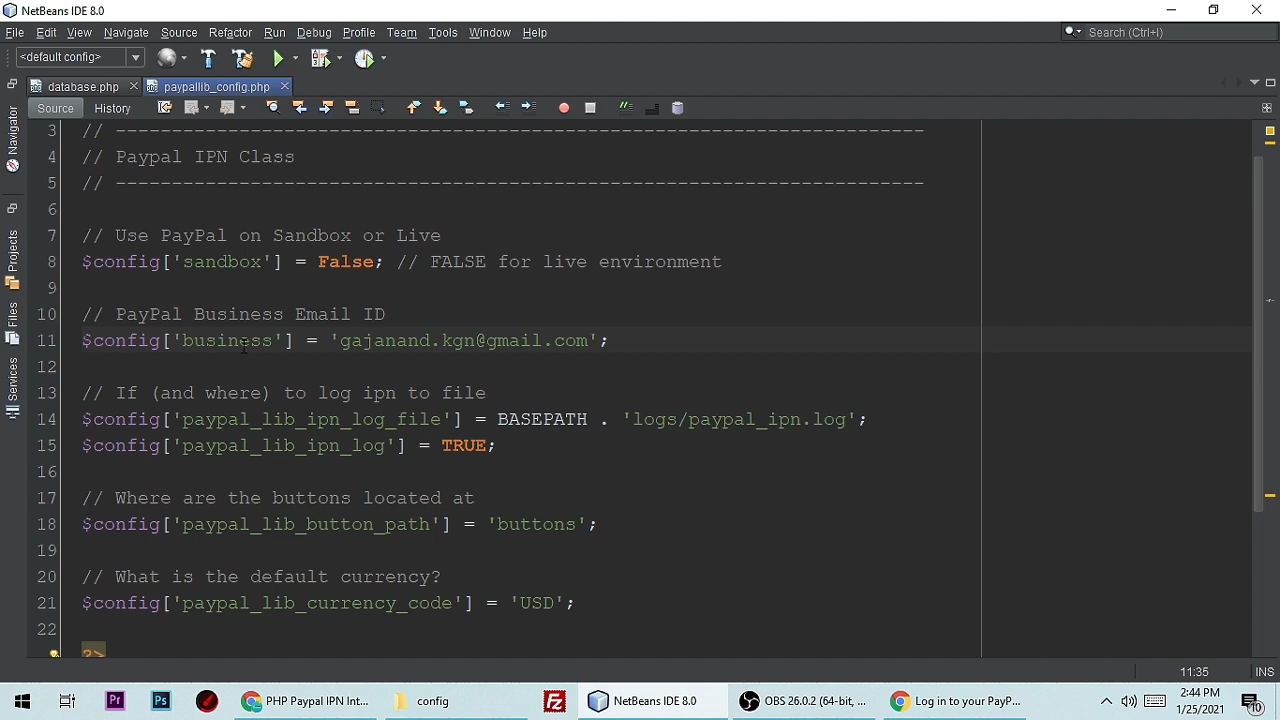 NetBeans IDE 8.0
File Edit View Navigate Source Refactor Run Debug Profile Team Tools Window Help
Search (Ctrl+I)
<default config>
database.php paypallib_config.php
Source History
Navigator
Projects
Files
Services
3 // ------------------------------------------------------------------------
4 // Paypal IPN Class
5 // ------------------------------------------------------------------------
6
7 // Use PayPal on Sandbox or Live
8 $config['sandbox'] = False; // FALSE for live environment
9
10 // PayPal Business Email ID
11 $config['business'] = 'gajanand.kgn@gmail.com';
12
13 // If (and where) to log ipn to file
14 $config['paypal_lib_ipn_log_file'] = BASEPATH . 'logs/paypal_ipn.log';
15 $config['paypal_lib_ipn_log'] = TRUE;
16
17 // Where are the buttons located at
18 $config['paypal_lib_button_path'] = 'buttons';
19
20 // What is the default currency?
21 $config['paypal_lib_currency_code'] = 'USD';
22
?>
11:35 INS
PHP Paypal IPN Int... config NetBeans IDE 8.0 OBS 26.0.2 (64-bit, ... Log in to your PayP...
2:44 PM
1/25/2021
10